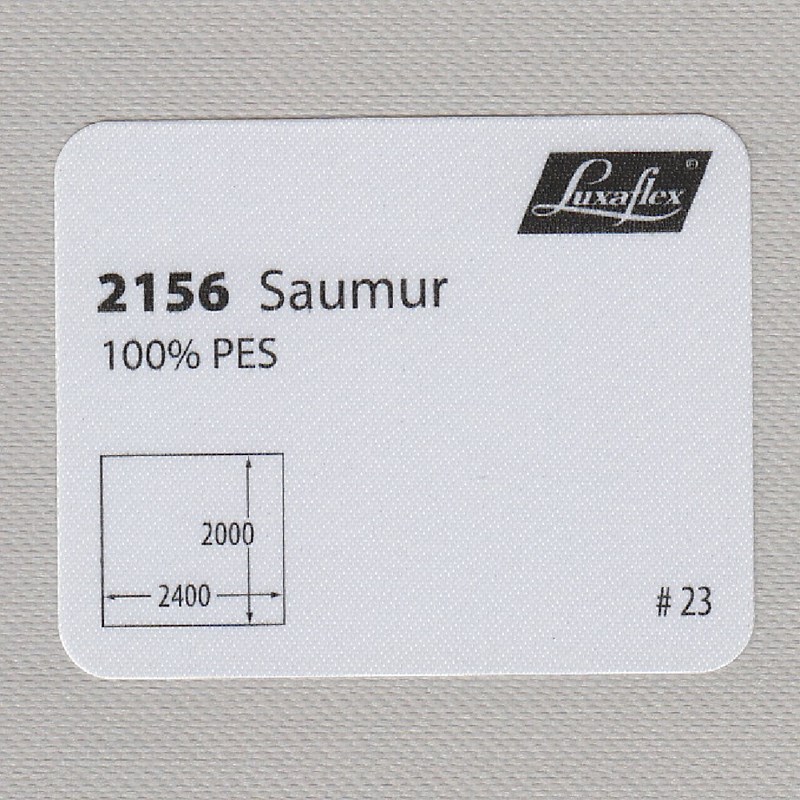 Luxaflex ®
2156 Saumur
100% PES
2000
2400
# 23